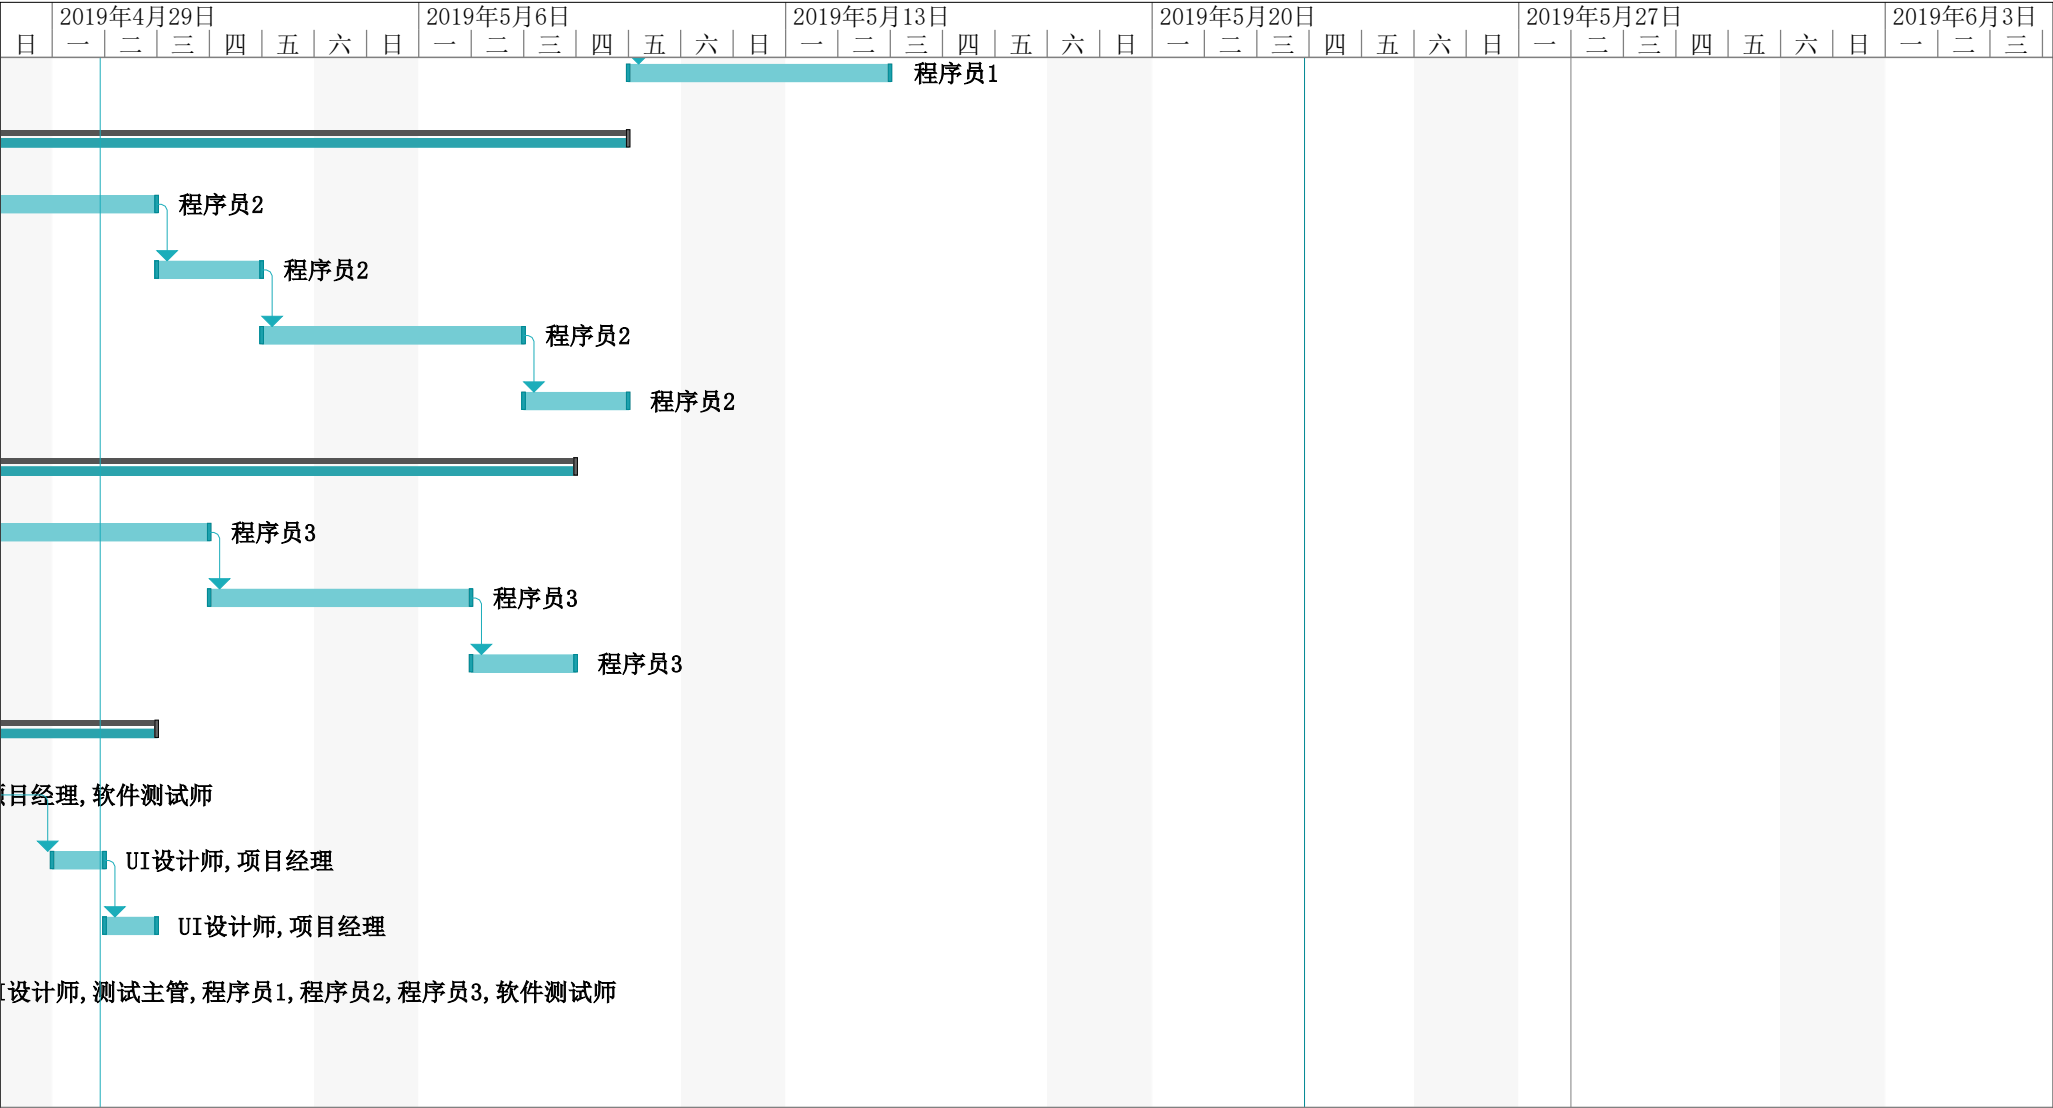 2019年4月29日 2019年5月6日 2019年5月13日 2019年5月20日 2019年5月27日 2019年6月3日
日 一 二 三 四 五 六 日 一 二 三 四 五 六 日 一 二 三 四 五 六 日 一 二 三 四 五 六 日 一 二 三 四 五 六 日 一 二 三
程序员1
程序员2
程序员2
程序员2
程序员2
程序员3
程序员3
程序员3
目经理,软件测试师
UI设计师,项目经理
UI设计师,项目经理
设计师,测试主管,程序员1,程序员2,程序员3,软件测试师